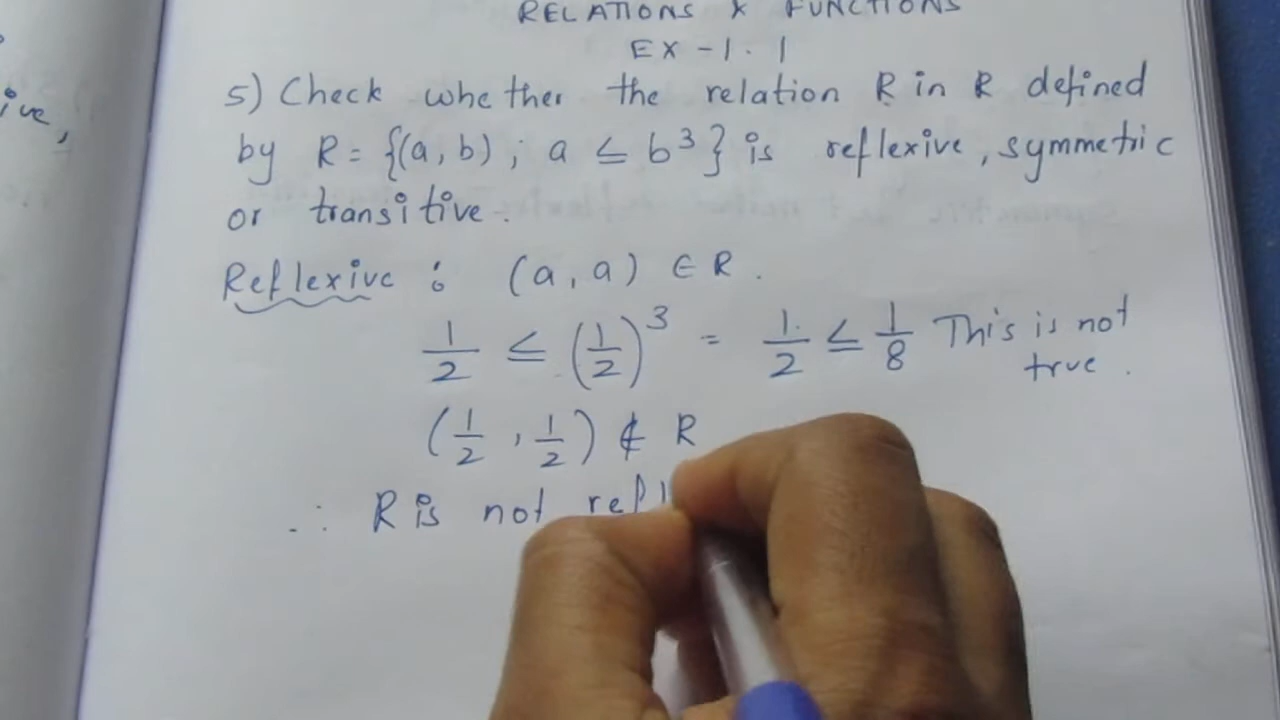 ive,
RELATIONS & FUNCTIONS
EX - 1.1
5) Check whether the relation R in R defined
by R = {(a, b) ; a ≤ b³} is reflexive, symmetric
or transitive.
Reflexive : (a, a) ∈ R.
1/2 ≤ (1/2)³ = 1/2 ≤ 1/8 This is not
true.
(1/2, 1/2) ∉ R
∴ R is not refl